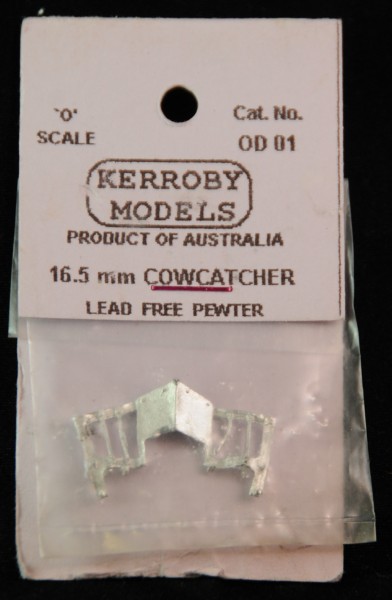 'O'
SCALE
Cat. No.
OD 01
KERROBY
MODELS
PRODUCT OF AUSTRALIA
16.5 mm COWCATCHER
LEAD FREE PEWTER